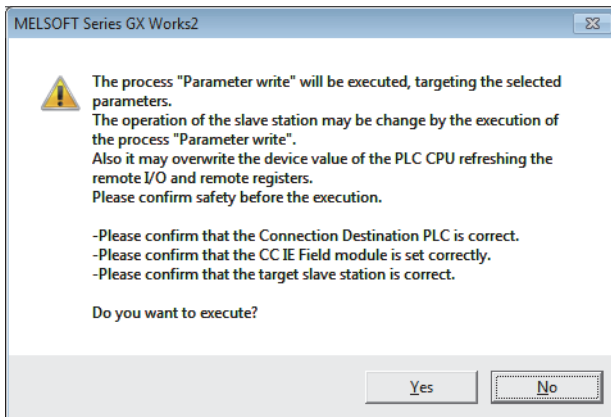 MELSOFT Series GX Works2
The process "Parameter write" will be executed, targeting the selected
parameters.
The operation of the slave station may be change by the execution of
the process "Parameter write".
Also it may overwrite the device value of the PLC CPU refreshing the
remote I/O and remote registers.
Please confirm safety before the execution.
-Please confirm that the Connection Destination PLC is correct.
-Please confirm that the CC IE Field module is set correctly.
-Please confirm that the target slave station is correct.
Do you want to execute?
Yes
No